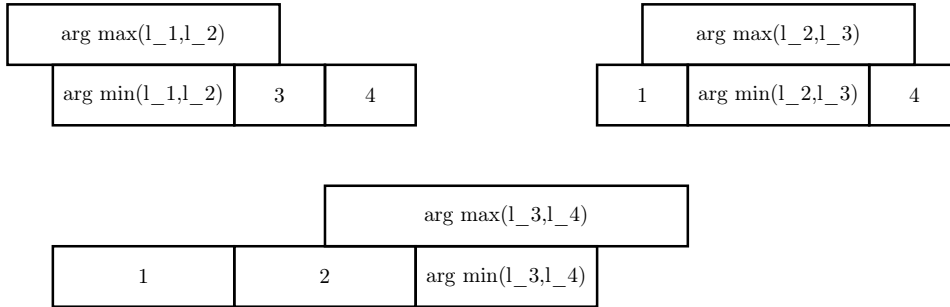 arg max(l_1,l_2)
arg min(l_1,l_2) 3 4
arg max(l_2,l_3)
1 arg min(l_2,l_3) 4
arg max(l_3,l_4)
1 2 arg min(l_3,l_4)